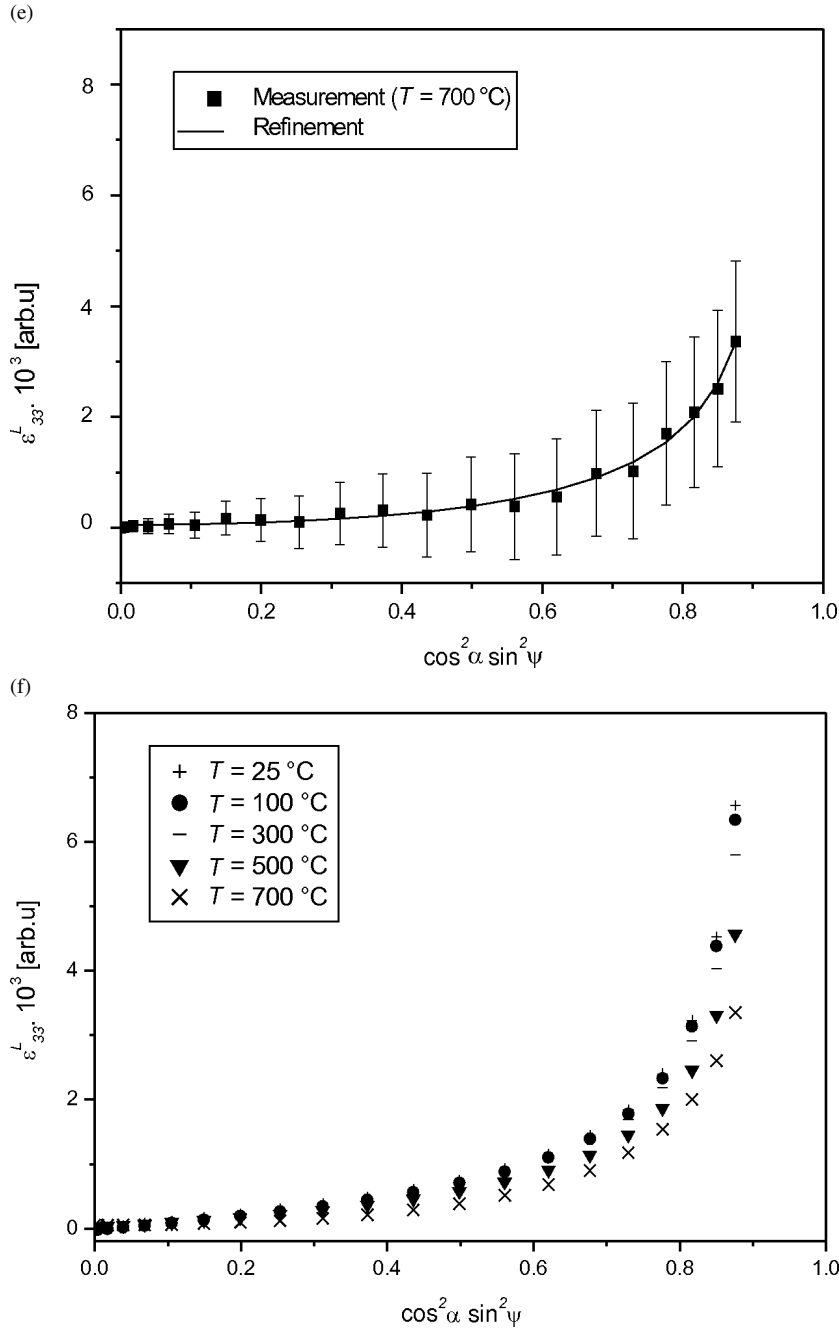 (e)
8
6
4
2
0
ε^L_33. 10^3 [arb.u]
Measurement (T = 700 °C)
Refinement
0.0 0.2 0.4 0.6 0.8 1.0
cos^2α sin^2ψ
(f)
8
6
4
2
0
ε^L_33. 10^3 [arb.u]
T = 25 °C
T = 100 °C
T = 300 °C
T = 500 °C
T = 700 °C
0.0 0.2 0.4 0.6 0.8 1.0
cos^2α sin^2ψ